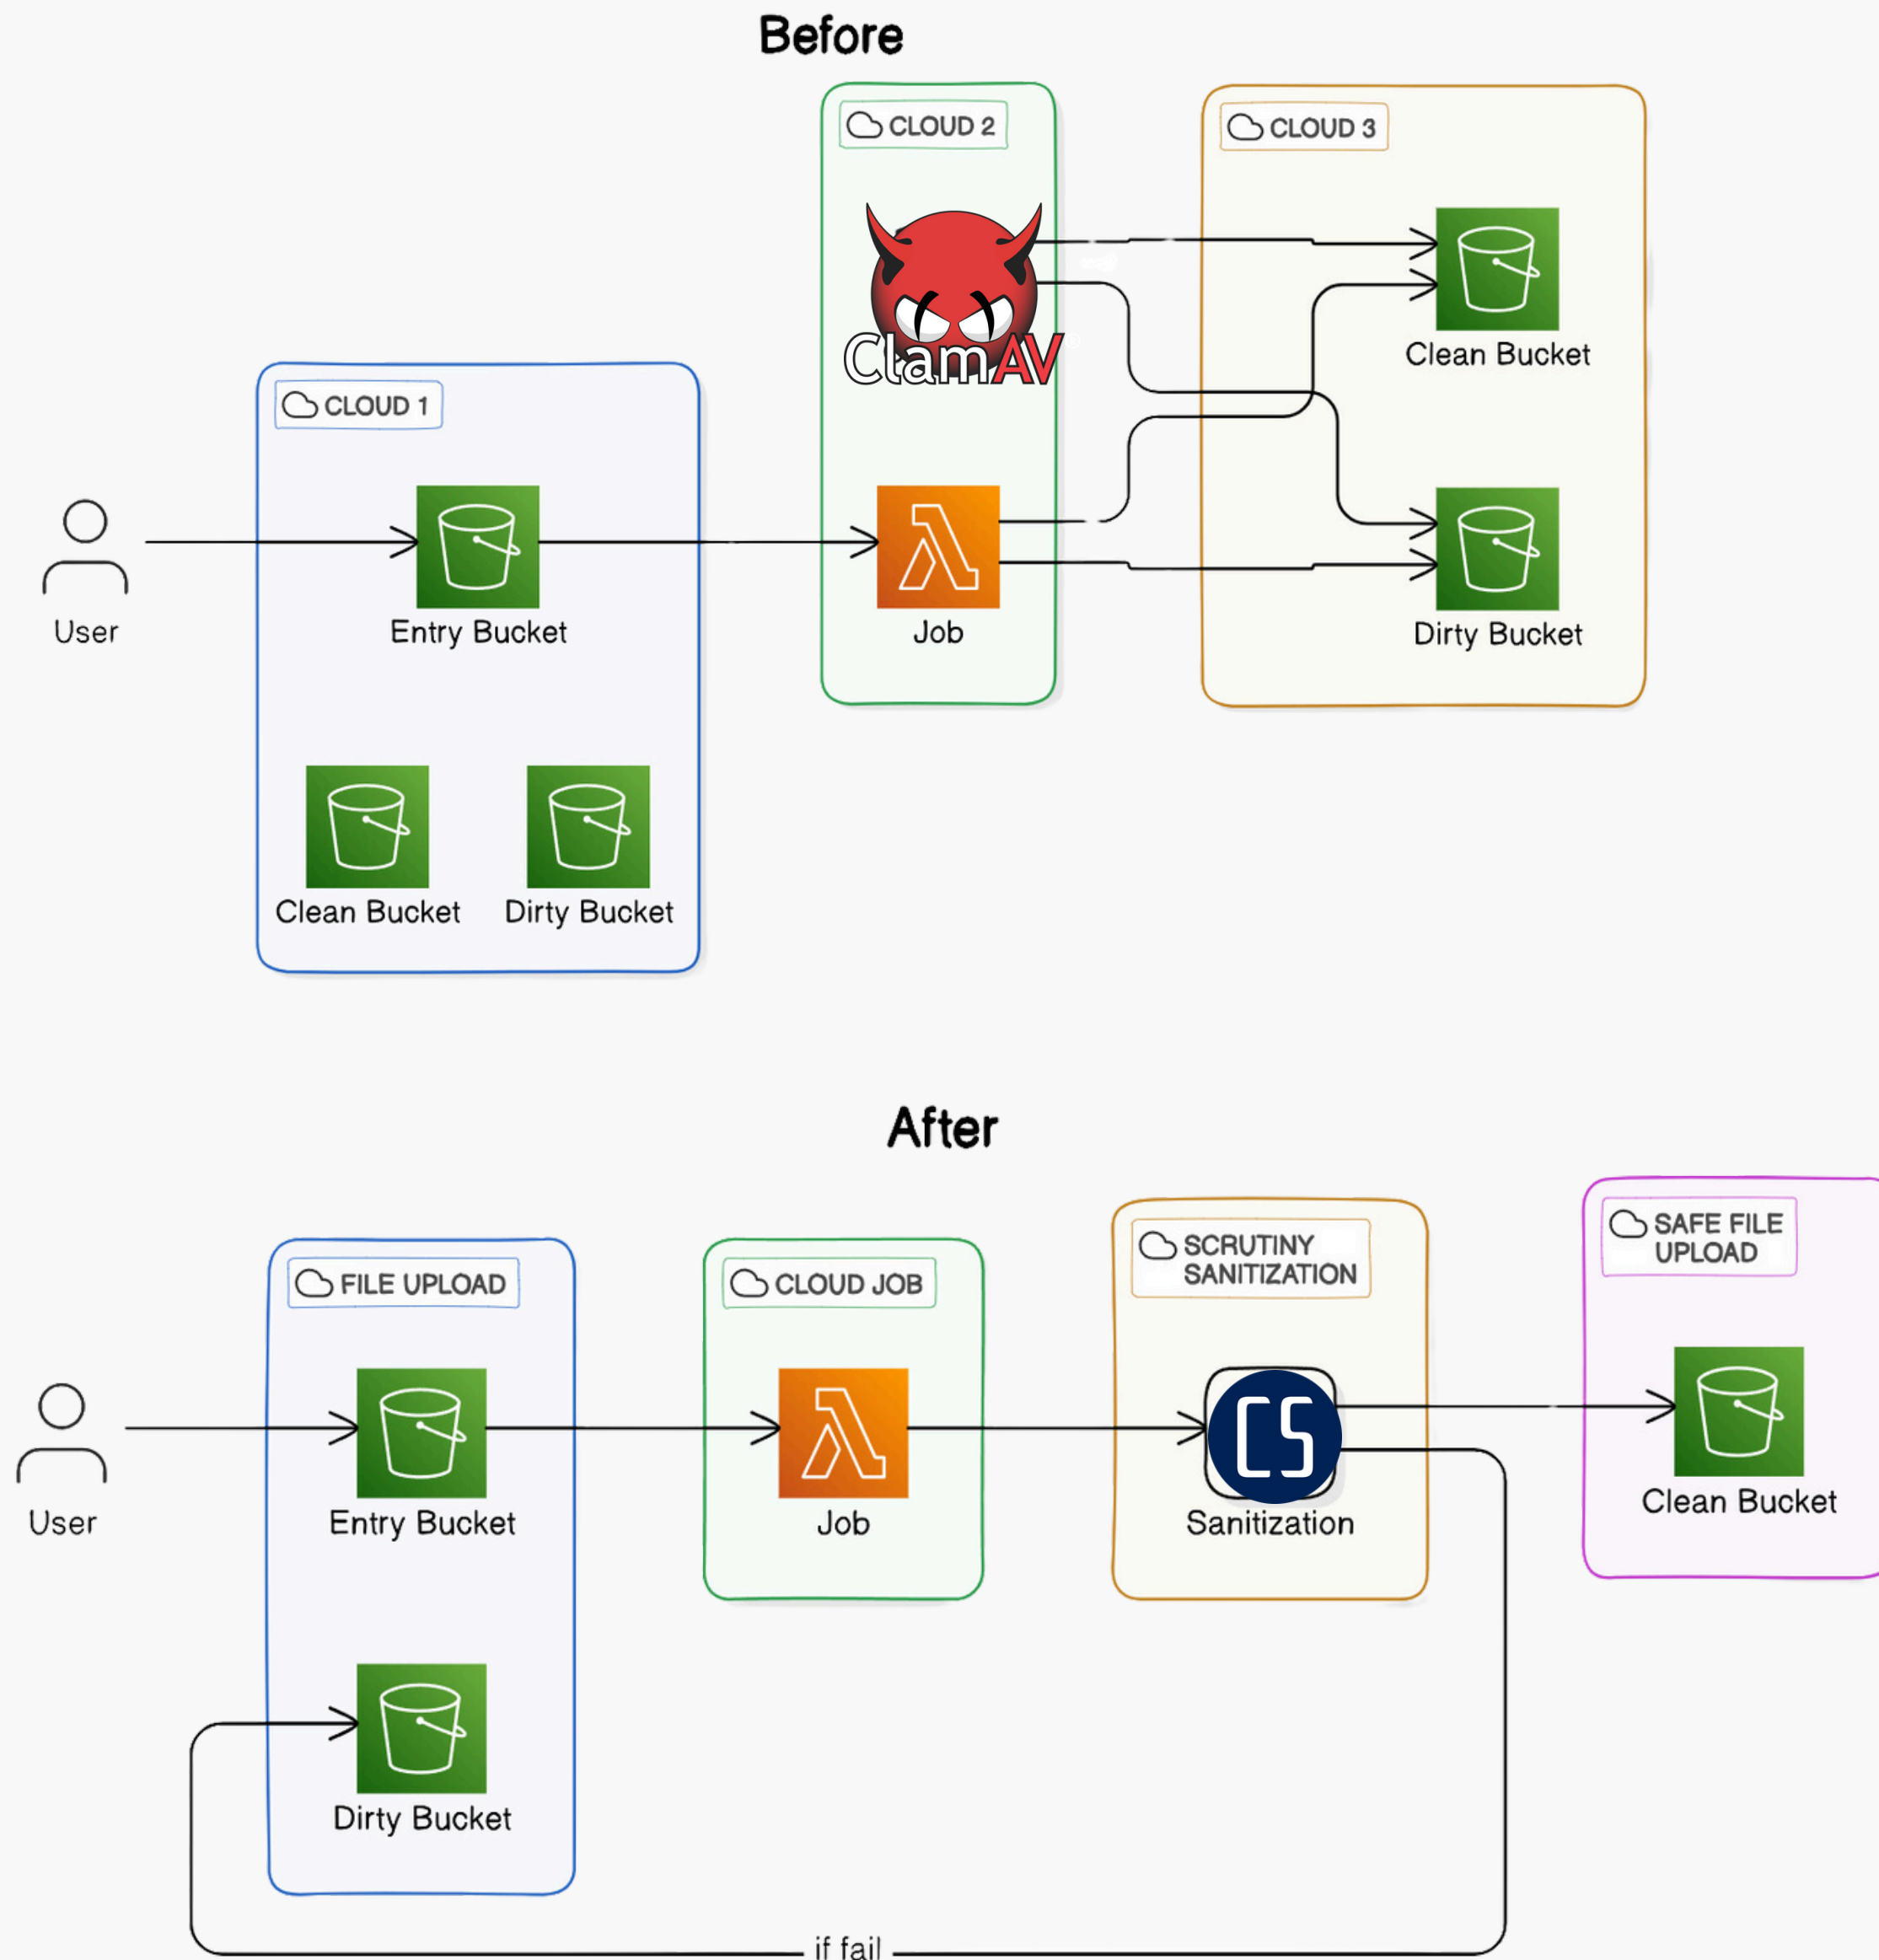 Before
CLOUD 2
CLOUD 3
ClamAV
Clean Bucket
CLOUD 1
User
Entry Bucket
Job
Dirty Bucket
Clean Bucket
Dirty Bucket
After
FILE UPLOAD
CLOUD JOB
SCRUTINY
SANITIZATION
SAFE FILE
UPLOAD
CS
User
Entry Bucket
Job
Sanitization
Clean Bucket
Dirty Bucket
if fail